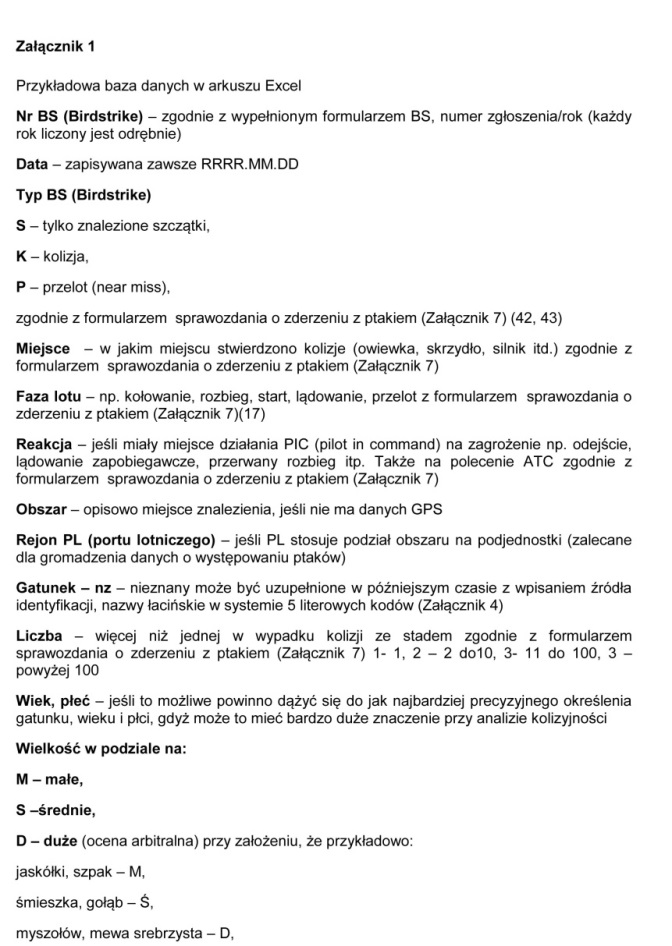 Załącznik 1
Przykładowa baza danych w arkuszu Excel
Nr BS (Birdstrike) – zgodnie z wypełnionym formularzem BS, numer zgłoszenia/rok (każdy
rok liczony jest odrębnie)
Data – zapisywana zawsze RRRR.MM.DD
Typ BS (Birdstrike)
S – tylko znalezione szczątki,
K – kolizja,
P – przelot (near miss),
zgodnie z formularzem  sprawozdania o zderzeniu z ptakiem (Załącznik 7) (42, 43)
Miejsce  – w jakim miejscu stwierdzono kolizje (owiewka, skrzydło, silnik itd.) zgodnie z
formularzem  sprawozdania o zderzeniu z ptakiem (Załącznik 7)
Faza lotu – np. kołowanie, rozbieg, start, lądowanie, przelot z formularzem  sprawozdania o
zderzeniu z ptakiem (Załącznik 7)(17)
Reakcja – jeśli miały miejsce działania PIC (pilot in command) na zagrożenie np. odejście,
lądowanie zapobiegawcze, przerwany rozbieg itp. Także na polecenie ATC zgodnie z
formularzem  sprawozdania o zderzeniu z ptakiem (Załącznik 7)
Obszar – opisowo miejsce znalezienia, jeśli nie ma danych GPS
Rejon PL (portu lotniczego) – jeśli PL stosuje podział obszaru na podjednostki (zalecane
dla gromadzenia danych o występowaniu ptaków)
Gatunek – nz – nieznany może być uzupełnione w późniejszym czasie z wpisaniem źródła
identyfikacji, nazwy łacińskie w systemie 5 literowych kodów (Załącznik 4)
Liczba – więcej niż jednej w wypadku kolizji ze stadem zgodnie z formularzem
sprawozdania o zderzeniu z ptakiem (Załącznik 7) 1- 1, 2 – 2 do10, 3- 11 do 100, 3 –
powyżej 100
Wiek, płeć – jeśli to możliwe powinno dążyć się do jak najbardziej precyzyjnego określenia
gatunku, wieku i płci, gdyż może to mieć bardzo duże znaczenie przy analizie kolizyjności
Wielkość w podziale na:
M – małe,
S –średnie,
D – duże (ocena arbitralna) przy założeniu, że przykładowo:
jaskółki, szpak – M,
śmieszka, gołąb – Ś,
myszołów, mewa srebrzysta – D,